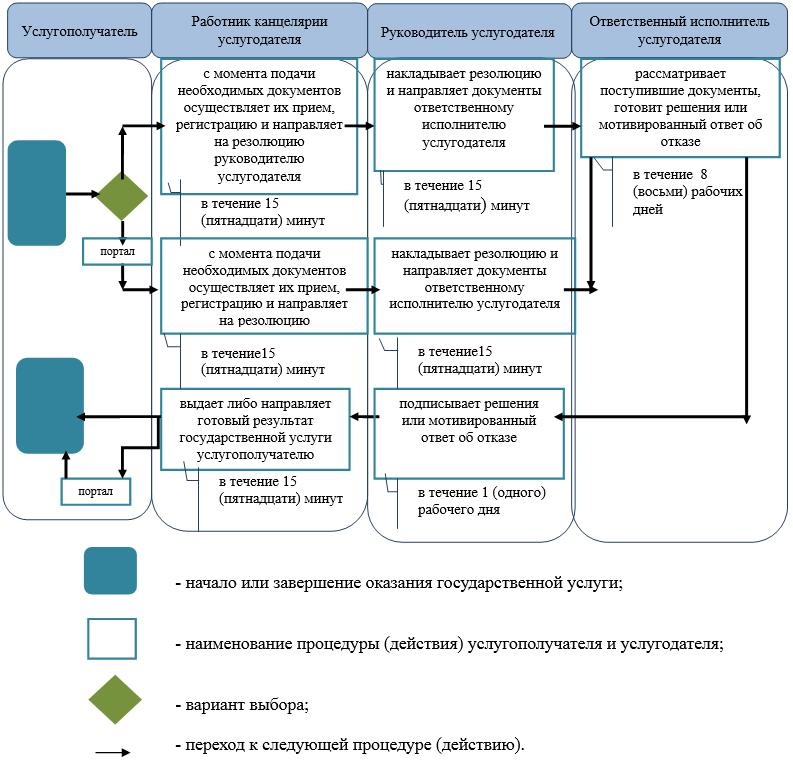 Услугополучатель
Работник канцелярии
услугодателя
Руководитель услугодателя
Ответственный исполнитель
услугодателя
с момента подачи
необходимых документов
осуществляет их прием,
регистрацию и направляет
на резолюцию
руководителю
услугодателя
накладывает резолюцию
и направляет документы
ответственному
исполнителю
услугодателя
рассматривает
поступившие документы,
готовит решения или
мотивированный ответ об
отказе
в течение 15
(пятнадцати) минут
в течение 15
(пятнадцати) минут
в течение 8
(восьми) рабочих
дней
портал
с момента подачи
необходимых документов
осуществляет их прием,
регистрацию и направляет
на резолюцию
накладывает резолюцию и
направляет документы
ответственному
исполнителю услугодателя
в течение15
(пятнадцати) минут
в течение15
(пятнадцати) минут
выдает либо направляет
готовый результат
государственной услуги
услугополучателю
подписывает решения
или мотивированный
ответ об отказе
портал
в течение 15
(пятнадцати) минут
в течение 1 (одного)
рабочего дня
- начало или завершение оказания государственной услуги;
- наименование процедуры (действия) услугополучателя и услугодателя;
- вариант выбора;
- переход к следующей процедуре (действию).